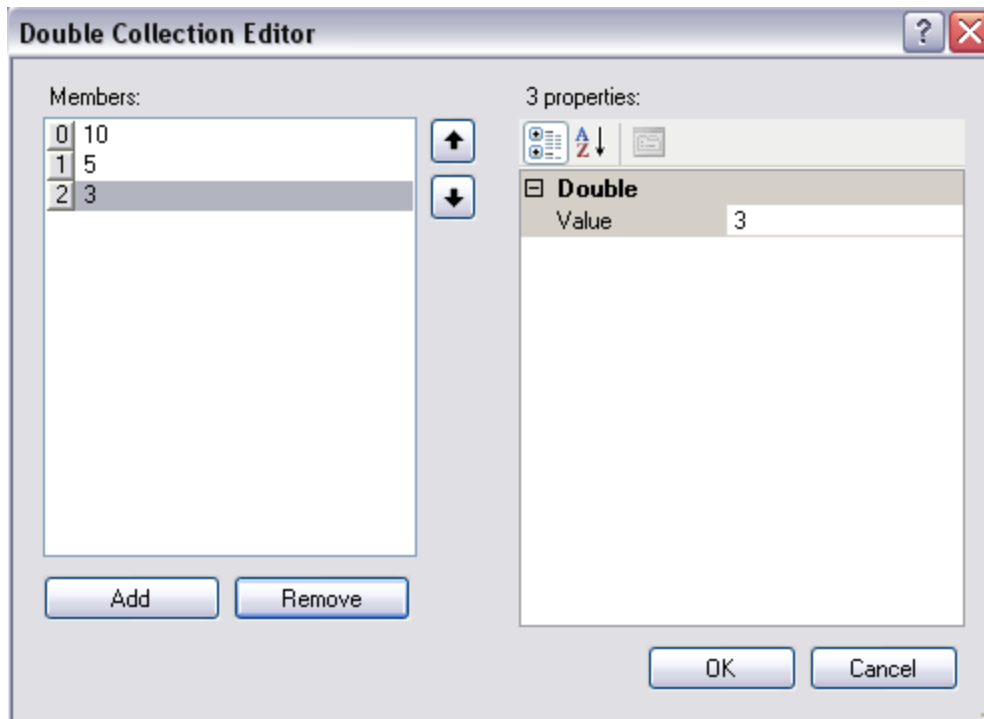 Double Collection Editor
?
Members:
0 10
1 5
2 3
Add
Remove
3 properties:
A
Z
Double
Value 3
OK
Cancel